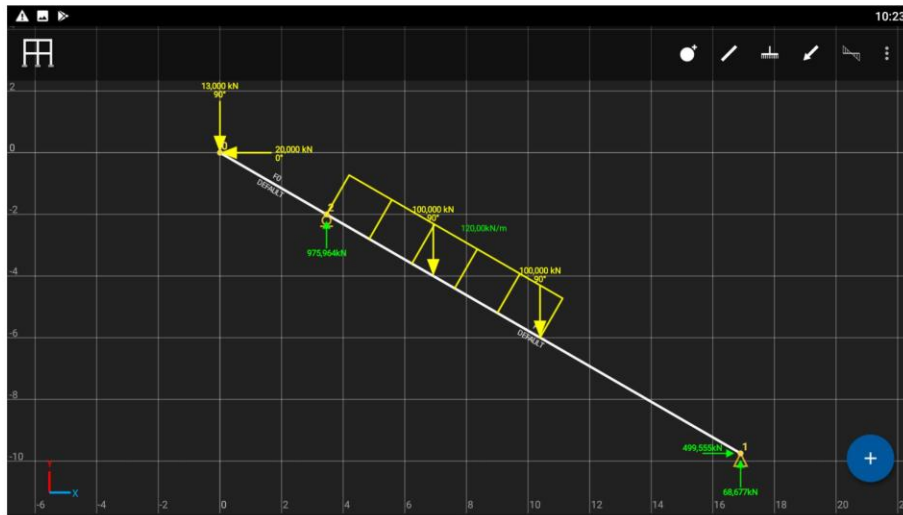 10:23
2
13,000 kN
90°
0
0
20,000 kN
0°
F0
DEFAULT
-2
2
100,000 kN
90°
120,00kN/m
975,964kN
-4
100,000 kN
90°
-6
DEFAULT
-8
-10
499,555kN
1
+
Y
X
68,677kN
-6
-4
-2
0
2
4
6
8
10
12
14
16
18
20